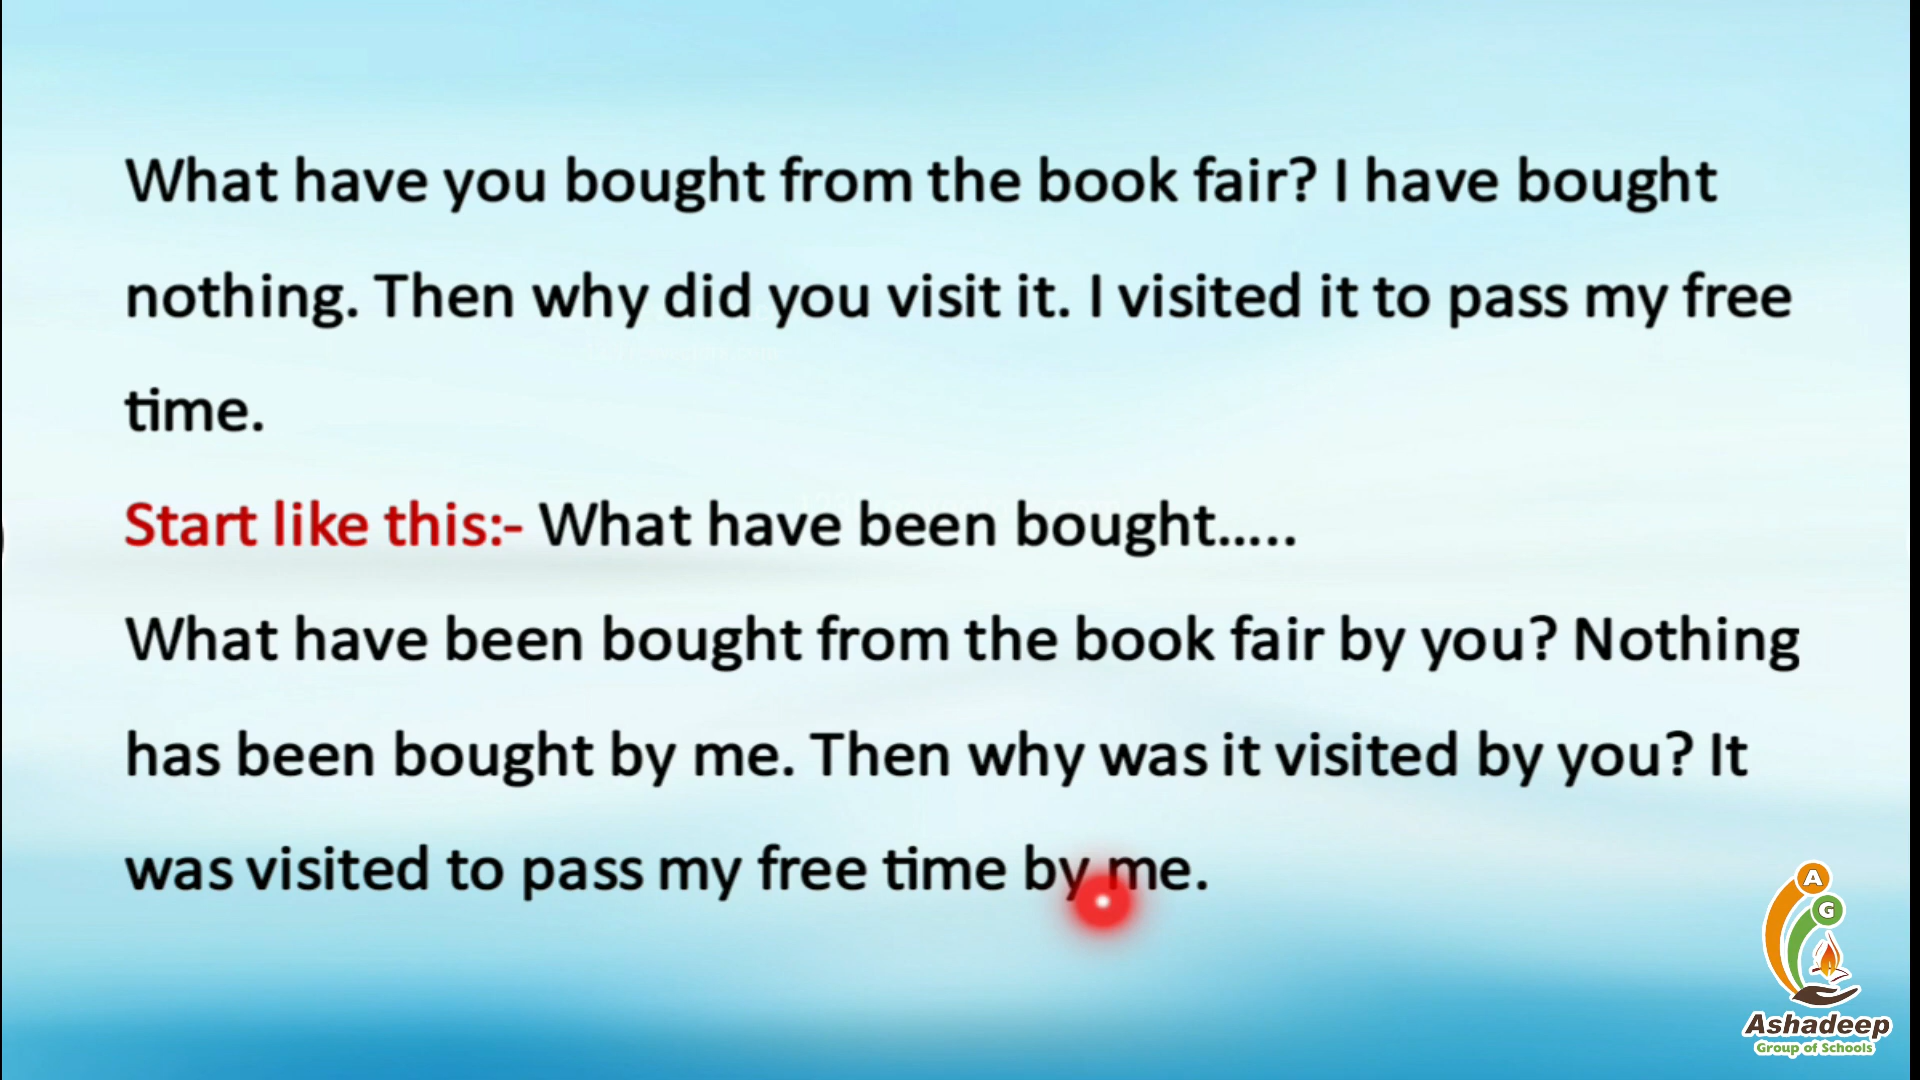 What have you bought from the book fair? I have bought
nothing. Then why did you visit it. I visited it to pass my free
time.
Start like this:- What have been bought.....
What have been bought from the book fair by you? Nothing
has been bought by me. Then why was it visited by you? It
was visited to pass my free time by me.
A
G
Ashadeep
Group of Schools